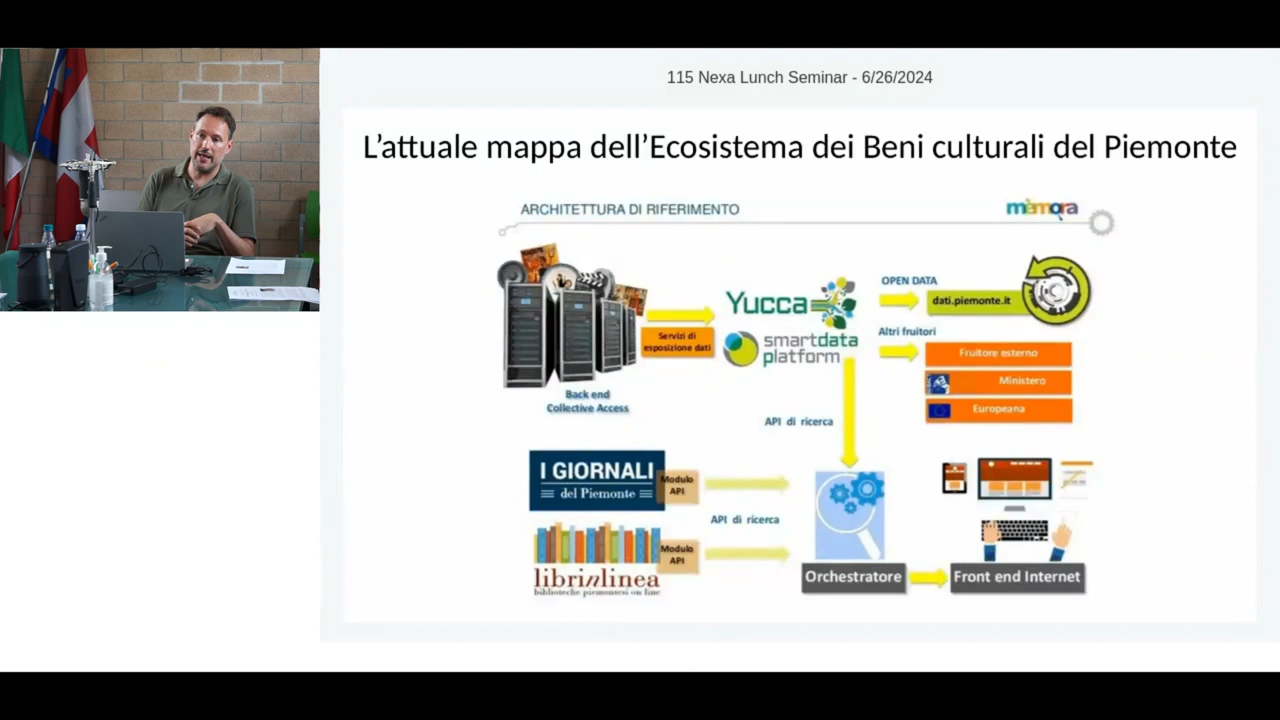 115 Nexa Lunch Seminar - 6/26/2024
L’attuale mappa dell’Ecosistema dei Beni culturali del Piemonte
ARCHITETTURA DI RIFERIMENTO
mèmora
Yucca
smartdata
platform
Servizi di
esposizione dati
OPEN DATA
dati.piemonte.it
Altri fruitori
Fruitore esterno
Ministero
Europeana
Back end
Collective Access
API di ricerca
I GIORNALI
del Piemonte
Modulo
API
API di ricerca
librinlinea
biblioteche piemontesi on line
Modulo
API
Orchestratore
Front end Internet